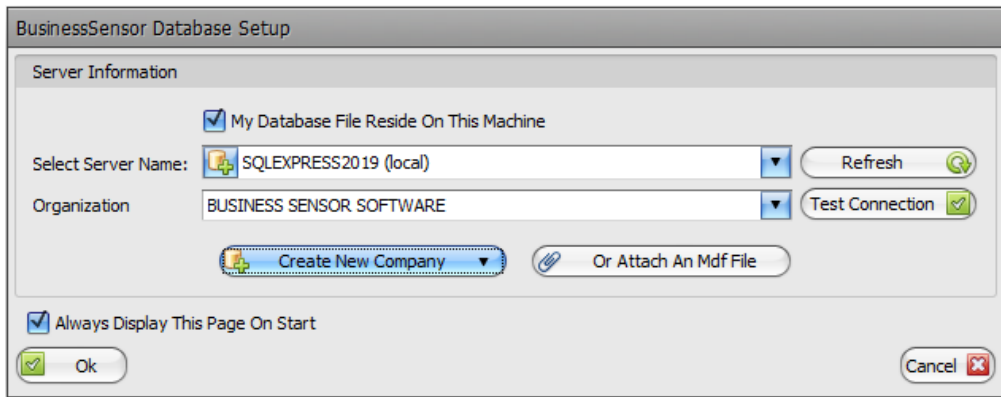 BusinessSensor Database Setup
Server Information
My Database File Reside On This Machine
Select Server Name: SQLEXPRESS2019 (local) Refresh
Organization BUSINESS SENSOR SOFTWARE Test Connection
Create New Company Or Attach An Mdf File
Always Display This Page On Start
Ok Cancel